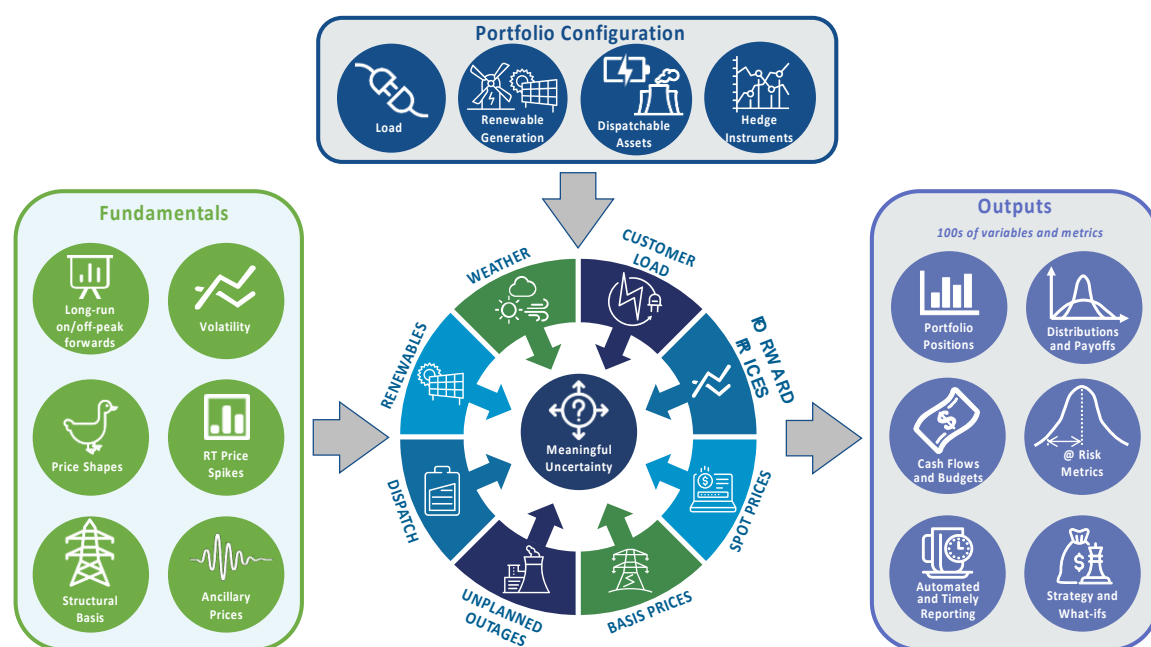 Portfolio Configuration
Load
Renewable
Generation
Dispatchable
Assets
Hedge
Instruments
Fundamentals
Long-run
on/off-peak
forwards
Volatility
Price Shapes
RT Price
Spikes
Structural
Basis
Ancillary
Prices
WEATHER
CUSTOMER
LOAD
FORWARD
PRICES
SPOT PRICES
BASIS PRICES
UNPLANNED
OUTAGES
DISPATCH
RENEWABLES
Meaningful
Uncertainty
Outputs
100s of variables and metrics
Portfolio
Positions
Distributions
and Payoffs
Cash Flows
and Budgets
@ Risk
Metrics
Automated
and Timely
Reporting
Strategy and
What-ifs